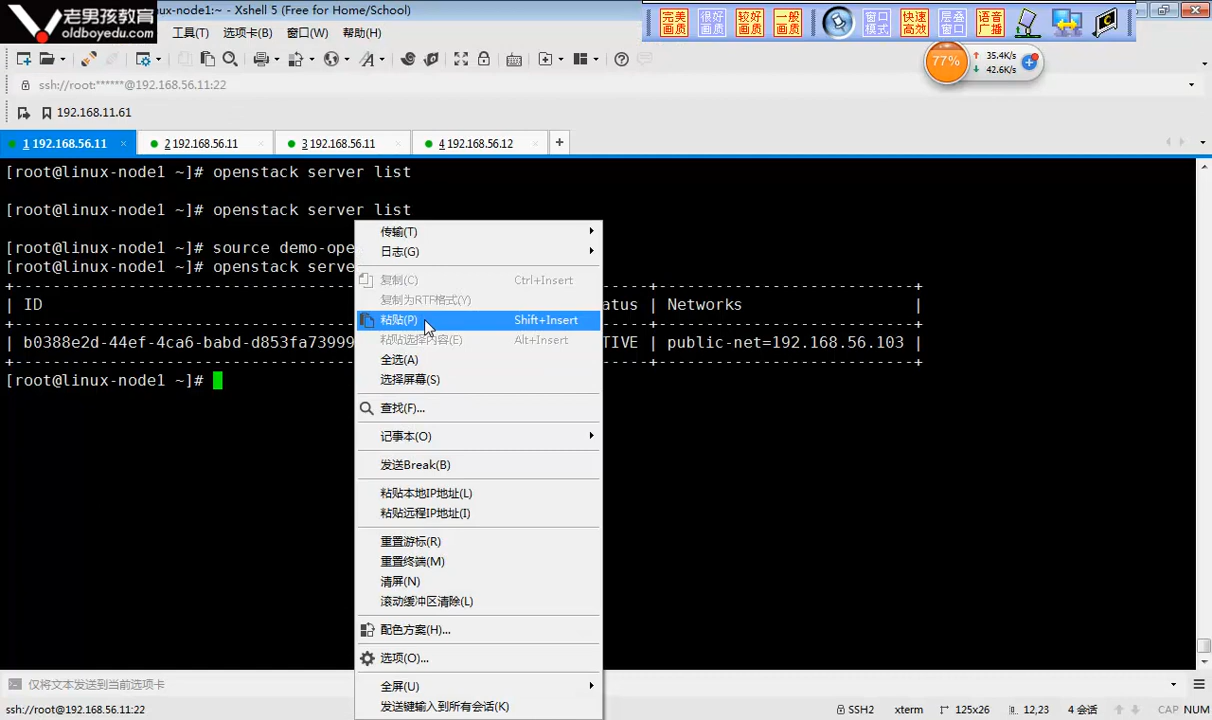 老男孩教育
oldboyedu.com
nux-node1:~ - Xshell 5 (Free for Home/School)
完美画质
很好画质
较好画质
一般画质
窗口模式
快速高效
层叠窗口
语音广播
工具(T) 选项卡(B) 窗口(W) 帮助(H)
77%
35.4K/s
42.6K/s
ssh://root:******@192.168.56.11:22
192.168.11.61
1 192.168.56.11 × 2 192.168.56.11 × 3 192.168.56.11 × 4 192.168.56.12 × +
[root@linux-node1 ~]# openstack server list
[root@linux-node1 ~]# openstack server list
[root@linux-node1 ~]# source demo-ope
[root@linux-node1 ~]# openstack serve
| ID atus | Networks |
| b0388e2d-44ef-4ca6-babd-d853fa73999 TIVE | public-net=192.168.56.103 |
[root@linux-node1 ~]#
传输(T)
日志(G)
复制(C) Ctrl+Insert
复制为RTF格式(Y)
粘贴(P) Shift+Insert
粘贴选择内容(E) Alt+Insert
全选(A)
选择屏幕(S)
查找(F)...
记事本(O)
发送Break(B)
粘贴本地IP地址(L)
粘贴远程IP地址(I)
重置游标(R)
重置终端(M)
清屏(N)
滚动缓冲区清除(L)
配色方案(H)...
选项(O)...
全屏(U)
发送键输入到所有会话(K)
仅将文本发送到当前选项卡
ssh://root@192.168.56.11:22 SSH2 xterm 125x26 12,23 4 会话 CAP NUM